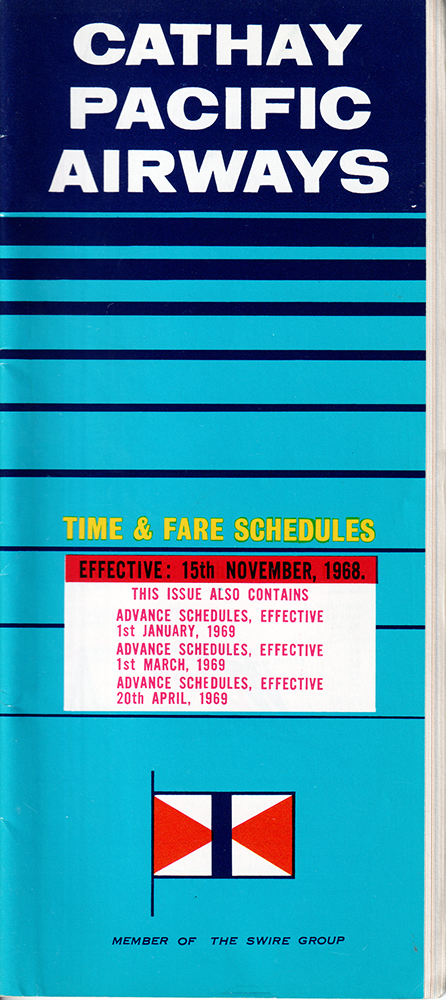 CATHAY
PACIFIC
AIRWAYS
TIME & FARE SCHEDULES
EFFECTIVE: 15th NOVEMBER, 1968.
THIS ISSUE ALSO CONTAINS
ADVANCE SCHEDULES, EFFECTIVE
1st JANUARY, 1969
ADVANCE SCHEDULES, EFFECTIVE
1st MARCH, 1969
ADVANCE SCHEDULES, EFFECTIVE
20th APRIL, 1969
MEMBER OF THE SWIRE GROUP